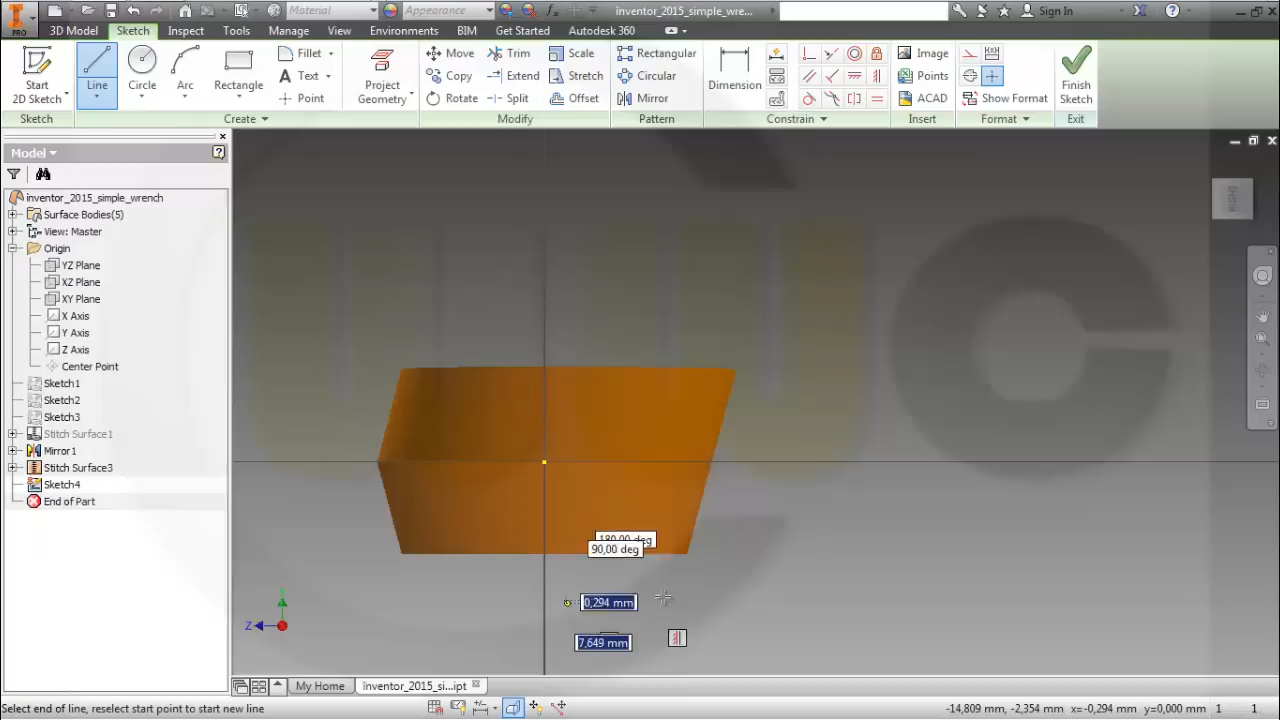 PRO
Material
Appearance
inventor_2015_simple_wre...
Sign In
3D Model Sketch Inspect Tools Manage View Environments BIM Get Started Autodesk 360
Start 2D Sketch
Line
Circle
Arc
Rectangle
Fillet
Text
Point
Project Geometry
Move
Copy
Rotate
Trim
Extend
Split
Scale
Stretch
Offset
Rectangular
Circular
Mirror
Dimension
Image
Points
ACAD
Show Format
Finish Sketch
Sketch Create Modify Pattern Constrain Insert Format Exit
Model
inventor_2015_simple_wrench
Surface Bodies(5)
View: Master
Origin
YZ Plane
XZ Plane
XY Plane
X Axis
Y Axis
Z Axis
Center Point
Sketch1
Sketch2
Sketch3
Stitch Surface1
Mirror1
Stitch Surface3
Sketch4
End of Part
RIGHT
180,00 deg
90,00 deg
0,294 mm
7,649 mm
Z
My Home
inventor_2015_si...ipt
Select end of line, reselect start point to start new line
-14,809 mm, -2,354 mm x=-0,294 mm y=0,000 mm 1 1